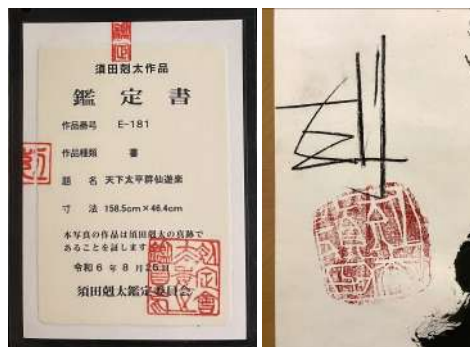 須田剋太作品
鑑定書
作品番号 E-181
作品種類 書
題 名 天下太平群仙遊楽
寸 法 158.5cm×46.4cm
本写真の作品は須田剋太の真跡で
あることを証します
令和6年8月26日
須田剋太鑑定委員会